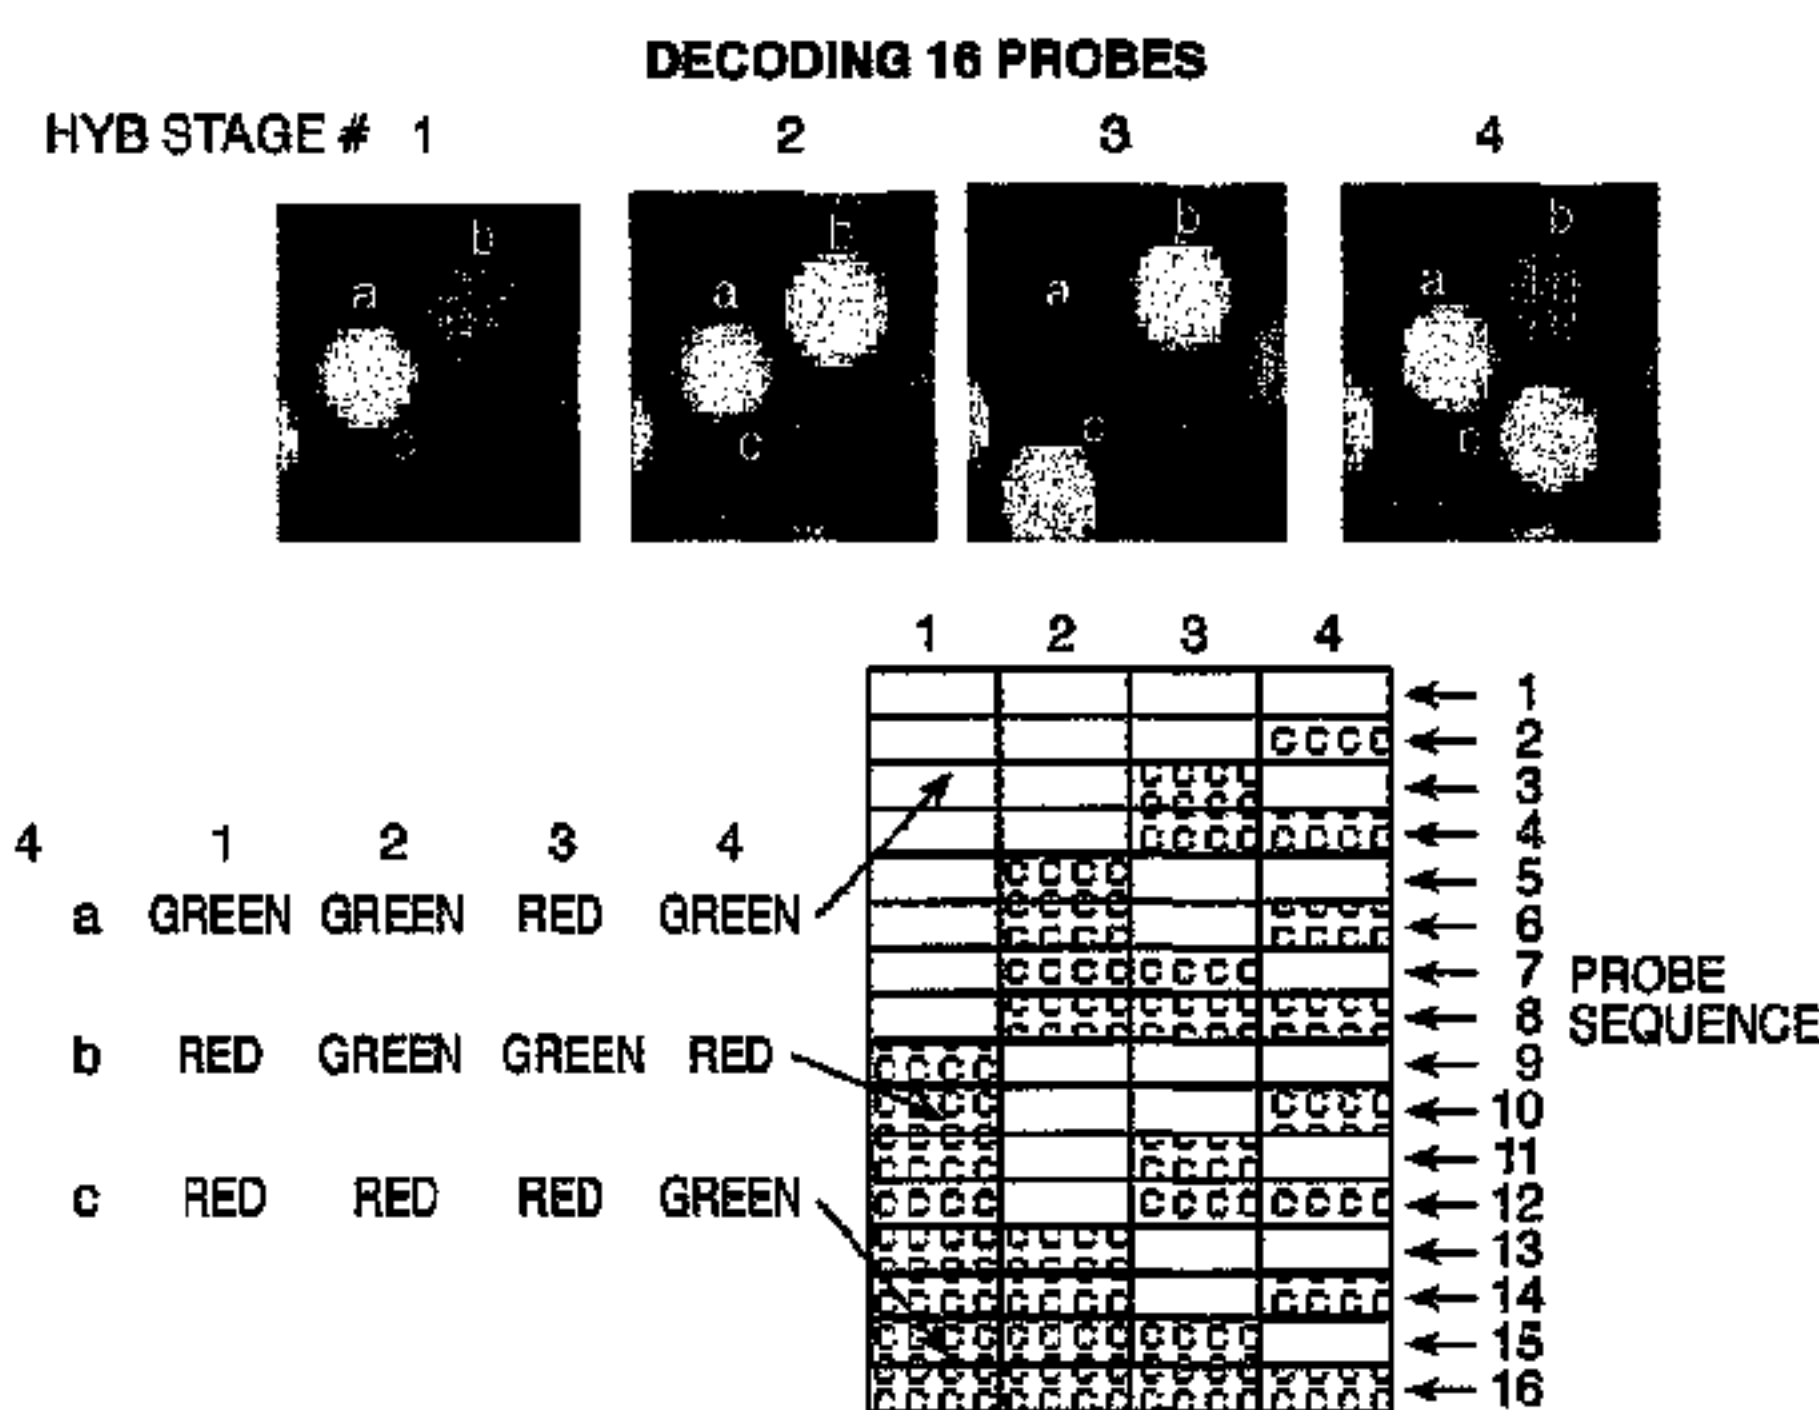 DECODING 16 PROBES
HYB STAGE # 1 2 3 4
b
a
c
b
a
c
b
a
c
b
a
c
1 2 3 4
1
2
3
4
5
6
7
8
9
10
11
12
13
14
15
16
PROBE
SEQUENCE
4 1 2 3 4
a GREEN GREEN RED GREEN
b RED GREEN GREEN RED
c RED RED RED GREEN